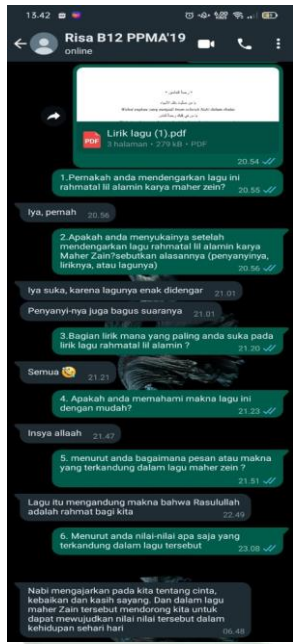 13.42
Risa B12 PPMA'19
online
Lirik lagu (1).pdf
PDF
3 halaman • 279 kB • PDF
20.54
1.Pernakah anda mendengarkan lagu ini
rahmatal lil alamin karya maher zein?
20.55
Iya, pernah
20.56
2.Apakah anda menyukainya setelah
mendengarkan lagu rahmatal lil alamin karya
Maher Zain?sebutkan alasannya (penyanyinya,
liriknya, atau lagunya)
20.56
Iya suka, karena lagunya enak didengar
21.01
Penyanyi-nya juga bagus suaranya
21.01
3.Bagian lirik mana yang paling anda suka pada
lirik lagu rahmatal lil alamin ?
21.20
Semua 😋
21.21
4. Apakah anda memahami makna lagu ini
dengan mudah?
21.23
Insya allaah
21.47
5. menurut anda bagaimana pesan atau makna
yang terkandung dalam lagu maher zein ?
21.51
Lagu itu mengandung makna bahwa Rasulullah
adalah rahmat bagi kita
22.49
6. Menurut anda nilai-nilai apa saja yang
terkandung dalam lagu tersebut
23.08
Nabi mengajarkan pada kita tentang cinta,
kebaikan dan kasih sayang. Dan dalam lagu
maher Zain tersebut mendorong kita untuk
dapat mewujudkan nilai nilai tersebut dalam
kehidupan sehari hari
06.48